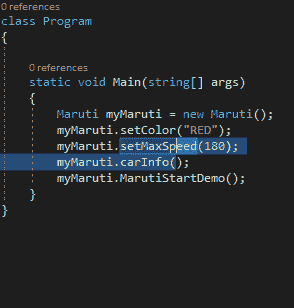 0 references
class Program
{
0 references
static void Main(string[] args)
{
Maruti myMaruti = new Maruti();
myMaruti.setColor("RED");
myMaruti.setMaxSpeed(180);
myMaruti.carInfo();
myMaruti.MarutiStartDemo();
}
}